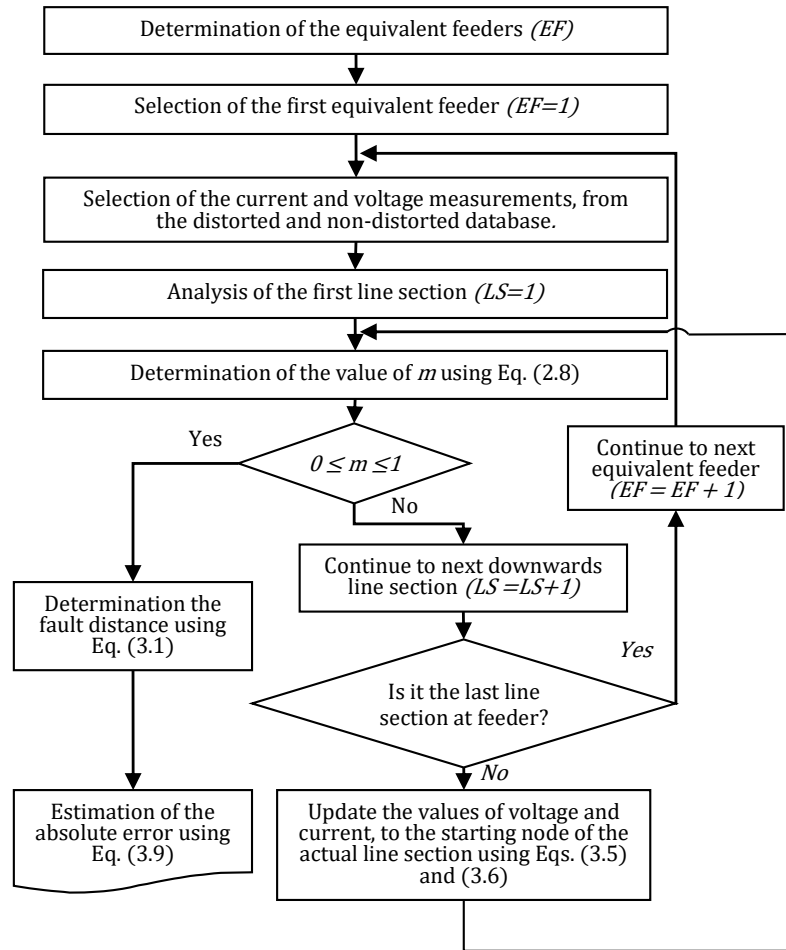 Determination of the equivalent feeders (EF)
Selection of the first equivalent feeder (EF=1)
Selection of the current and voltage measurements, from
the distorted and non-distorted database.
Analysis of the first line section (LS=1)
Determination of the value of m using Eq. (2.8)
Yes
0 ≤ m ≤1
No
Continue to next
equivalent feeder
(EF = EF + 1)
Continue to next downwards
line section (LS =LS+1)
Determination the
fault distance using
Eq. (3.1)
Yes
Is it the last line
section at feeder?
No
Estimation of the
absolute error using
Eq. (3.9)
Update the values of voltage and
current, to the starting node of the
actual line section using Eqs. (3.5)
and (3.6)